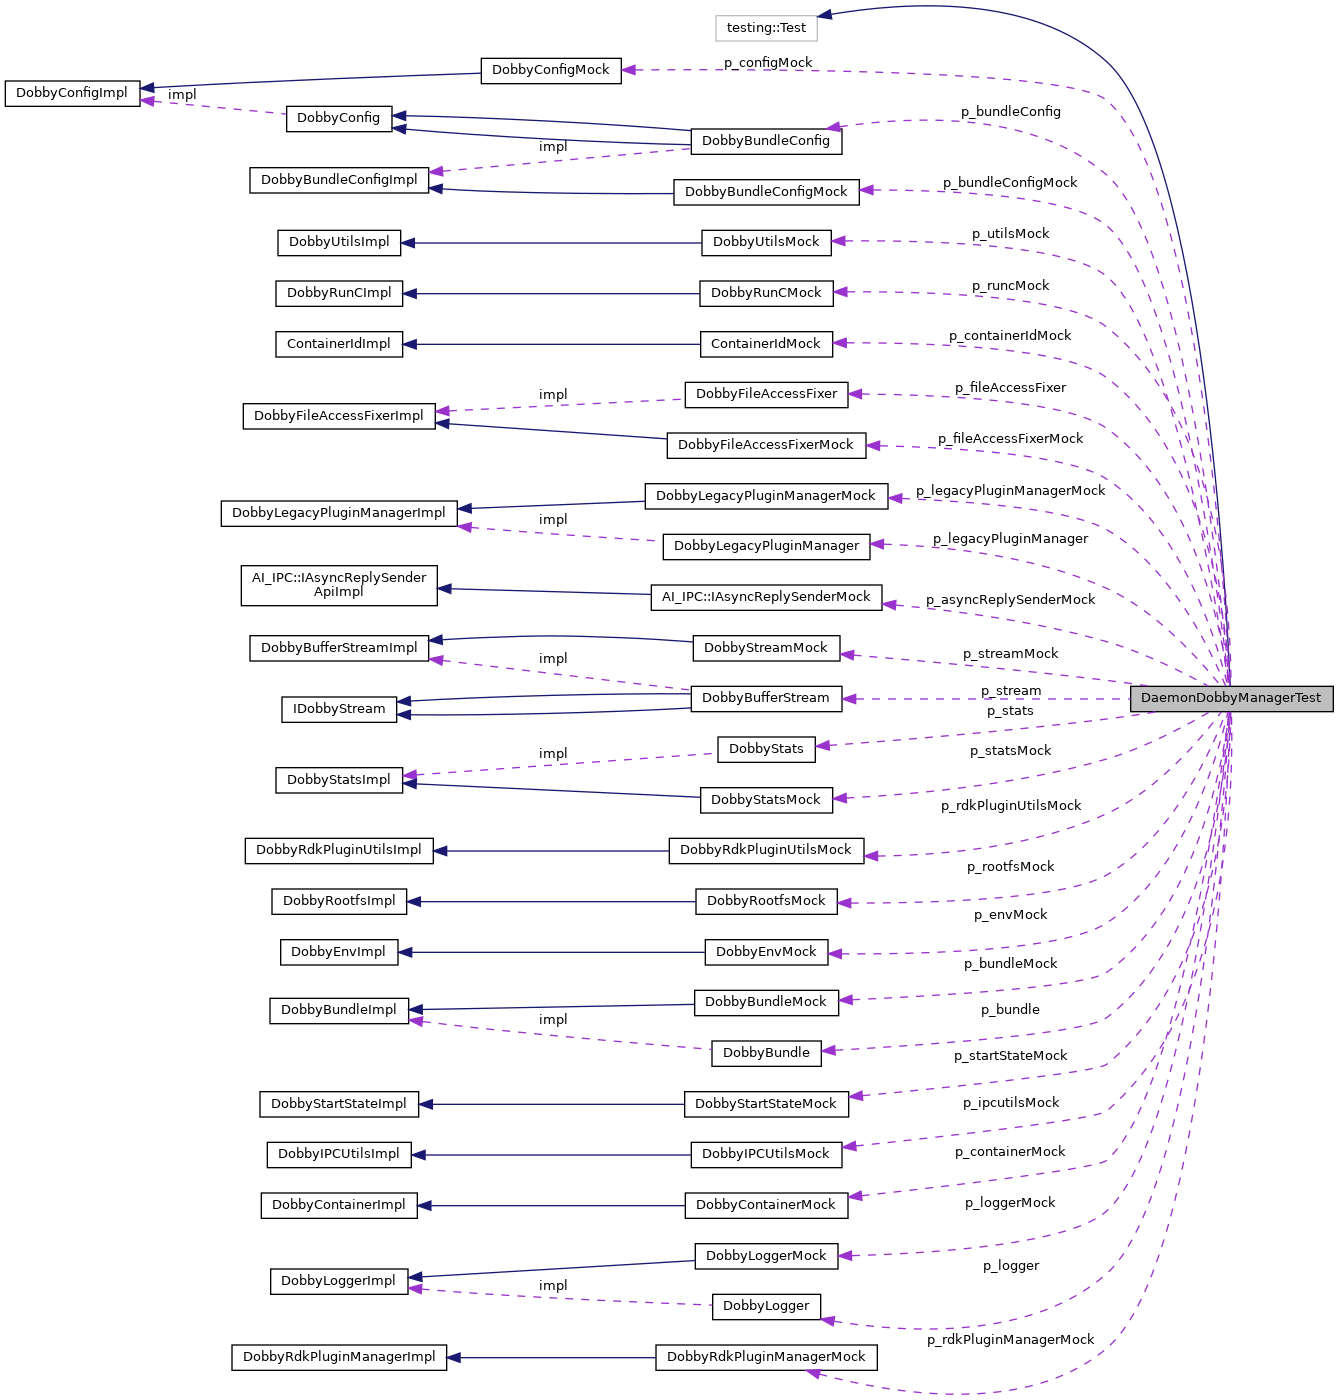 testing::Test
p_configMock
DobbyConfigMock
DobbyConfigImpl
impl
DobbyConfig
p_bundleConfig
DobbyBundleConfig
impl
DobbyBundleConfigImpl
p_bundleConfigMock
DobbyBundleConfigMock
p_utilsMock
DobbyUtilsImpl
DobbyUtilsMock
p_runcMock
DobbyRunCImpl
DobbyRunCMock
p_containerIdMock
ContainerIdImpl
ContainerIdMock
p_fileAccessFixer
impl
DobbyFileAccessFixer
DobbyFileAccessFixerImpl
p_fileAccessFixerMock
DobbyFileAccessFixerMock
p_legacyPluginManagerMock
DobbyLegacyPluginManagerMock
DobbyLegacyPluginManagerImpl
impl
p_legacyPluginManager
DobbyLegacyPluginManager
AI_IPC::IAsyncReplySender
ApiImpl
AI_IPC::IAsyncReplySenderMock
p_asyncReplySenderMock
DobbyBufferStreamImpl
DobbyStreamMock
p_streamMock
impl
p_stream
DobbyBufferStream
DaemonDobbyManagerTest
IDobbyStream
p_stats
DobbyStats
p_statsMock
impl
DobbyStatsImpl
DobbyStatsMock
p_rdkPluginUtilsMock
DobbyRdkPluginUtilsImpl
DobbyRdkPluginUtilsMock
p_rootfsMock
DobbyRootfsImpl
DobbyRootfsMock
p_envMock
DobbyEnvImpl
DobbyEnvMock
p_bundleMock
DobbyBundleImpl
DobbyBundleMock
p_bundle
impl
DobbyBundle
p_startStateMock
DobbyStartStateImpl
DobbyStartStateMock
p_ipcutilsMock
DobbyIPCUtilsImpl
DobbyIPCUtilsMock
p_containerMock
DobbyContainerImpl
DobbyContainerMock
p_loggerMock
DobbyLoggerMock
p_logger
DobbyLoggerImpl
impl
DobbyLogger
p_rdkPluginManagerMock
DobbyRdkPluginManagerImpl
DobbyRdkPluginManagerMock